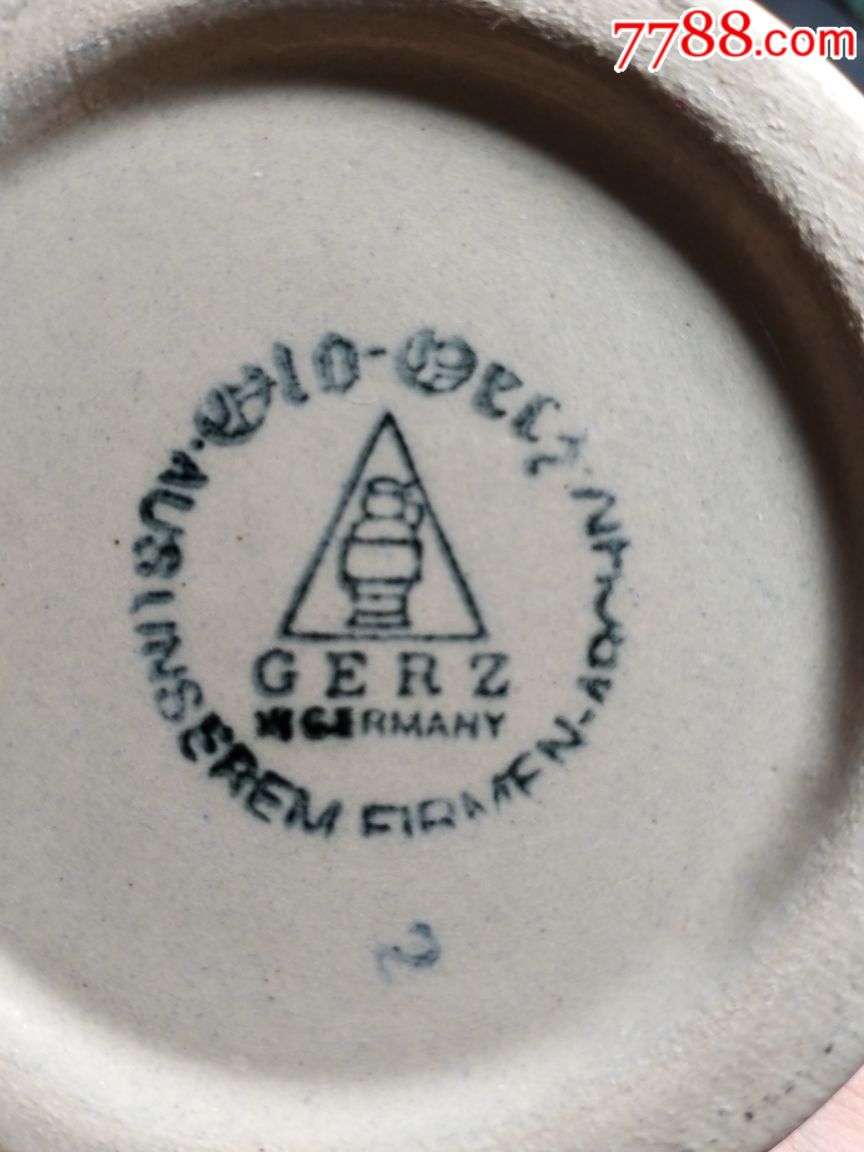 7788.com
Old-Gerz
GERZ
W. GERMANY
·AUS UNSEREM FIRMEN-ARCHIV
2